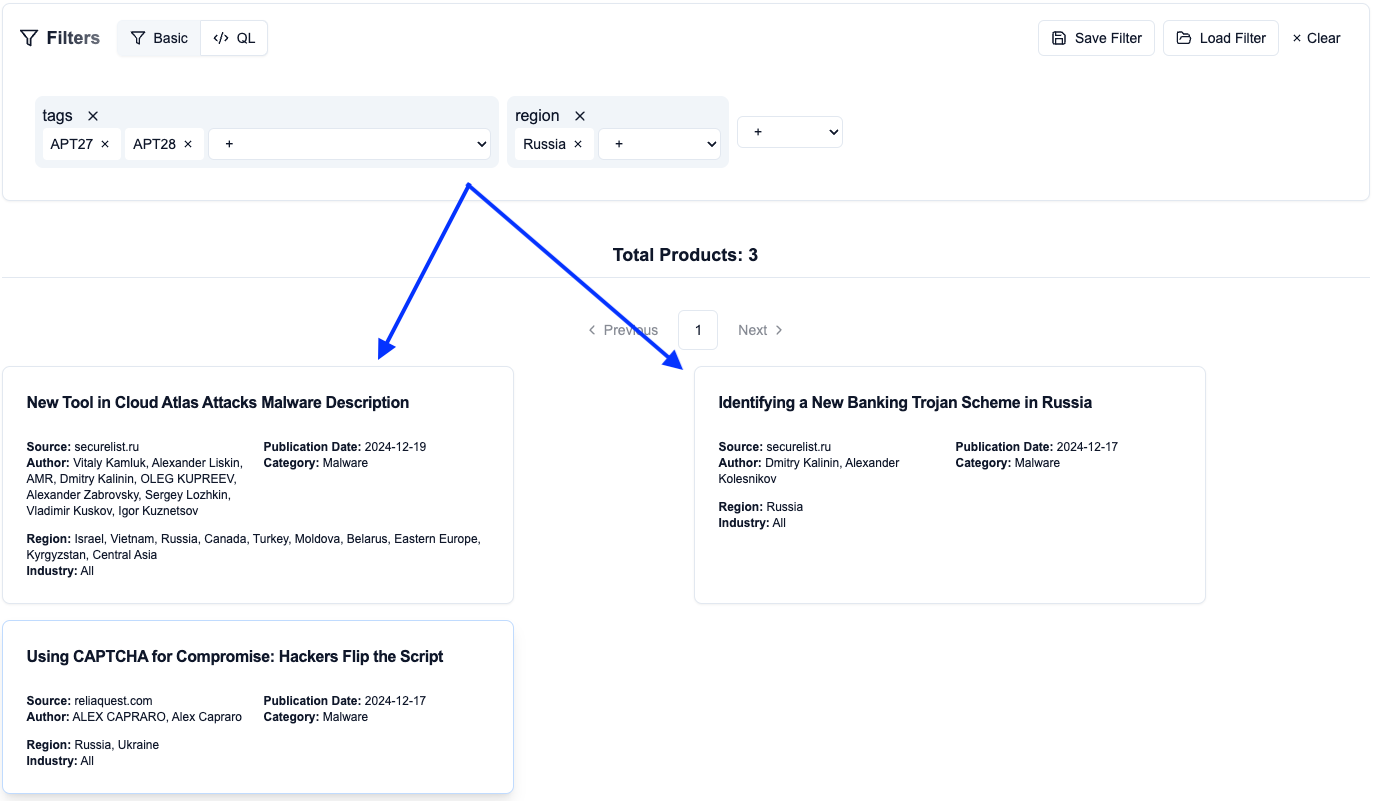 Filters
Basic
</> QL
Save Filter
Load Filter
× Clear
tags ×
region ×
APT27 ×
APT28 ×
+
Russia ×
+
+
Total Products: 3
Previous
1
Next
New Tool in Cloud Atlas Attacks Malware Description
Source: securelist.ru
Author: Vitaly Kamluk, Alexander Liskin,
AMR, Dmitry Kalinin, OLEG KUPREEV,
Alexander Zabrovsky, Sergey Lozhkin,
Vladimir Kuskov, Igor Kuznetsov
Publication Date: 2024-12-19
Category: Malware
Region: Israel, Vietnam, Russia, Canada, Turkey, Moldova, Belarus, Eastern Europe,
Kyrgyzstan, Central Asia
Industry: All
Identifying a New Banking Trojan Scheme in Russia
Source: securelist.ru
Author: Dmitry Kalinin, Alexander
Kolesnikov
Publication Date: 2024-12-17
Category: Malware
Region: Russia
Industry: All
Using CAPTCHA for Compromise: Hackers Flip the Script
Source: reliaquest.com
Author: ALEX CAPRARO, Alex Capraro
Publication Date: 2024-12-17
Category: Malware
Region: Russia, Ukraine
Industry: All